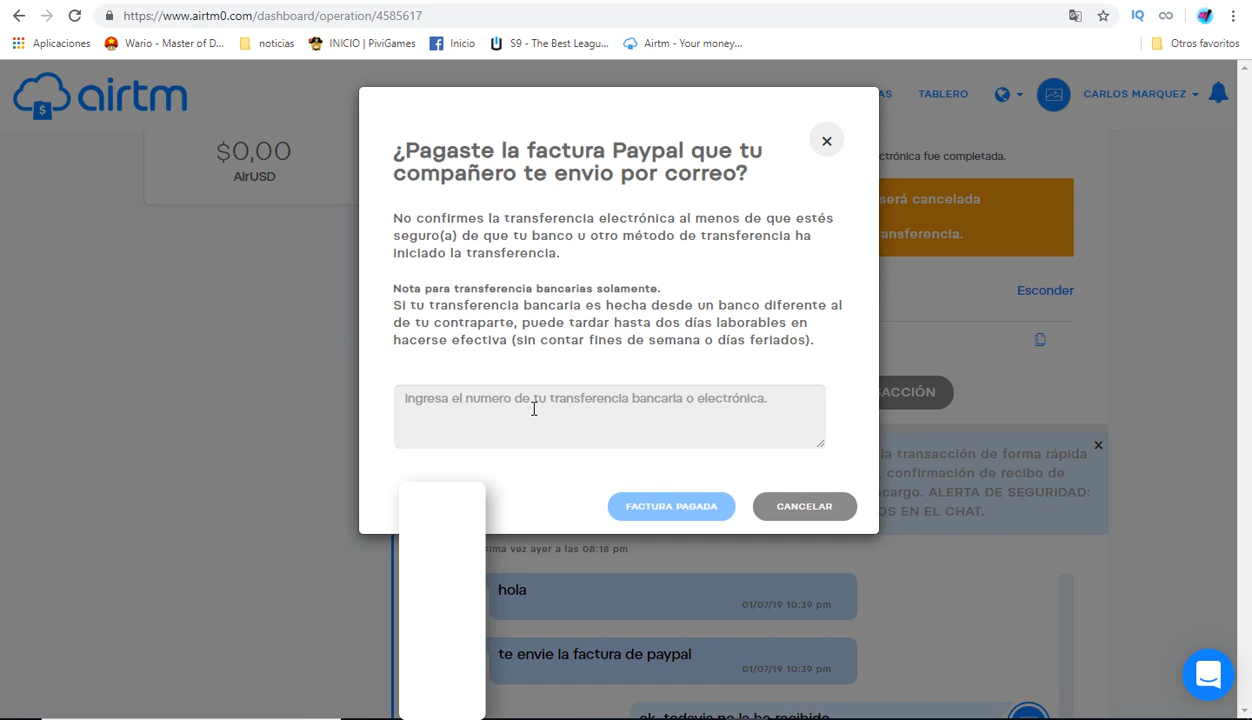 https://www.airtm0.com/dashboard/operation/4585617
Aplicaciones
Wario - Master of D...
noticias
INICIO | PiviGames
Inicio
S9 - The Best Leagu...
Airtm - Your money...
Otros favoritos
airtm
AS
TABLERO
CARLOS MARQUEZ
$0,00
AirUSD
ctrónica fue completada.
será cancelada
ansferencia.
Esconder
ACCIÓN
¿Pagaste la factura Paypal que tu
compañero te envio por correo?
No confirmes la transferencia electrónica al menos de que estés
seguro(a) de que tu banco u otro método de transferencia ha
iniciado la transferencia.
Nota para transferencia bancarias solamente.
Si tu transferencia bancaria es hecha desde un banco diferente al
de tu contraparte, puede tardar hasta dos días laborables en
hacerse efectiva (sin contar fines de semana o días feriados).
Ingresa el numero de tu transferencia bancaria o electrónica.
FACTURA PAGADA
CANCELAR
la transacción de forma rápida
confirmación de recibo de
cargo. ALERTA DE SEGURIDAD:
OS EN EL CHAT.
tima vez ayer a las 08:18 pm
hola
01/07/19 10:39 pm
te envie la factura de paypal
01/07/19 10:39 pm
ok, todavia no la ha recibido